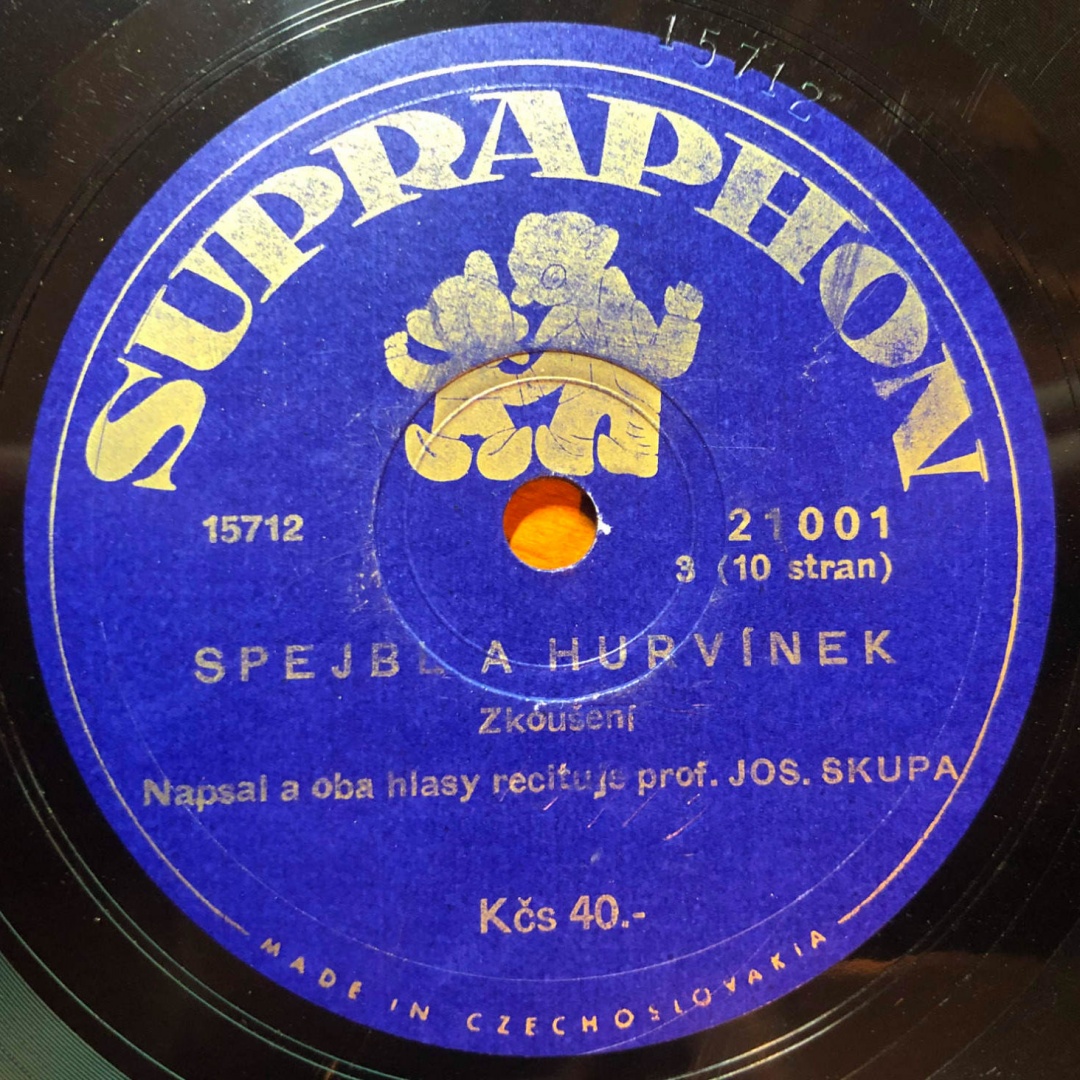 15712
SUPRAPHON
15712
21001
3 (10 stran)
SPEJBL A HURVÍNEK
Zkoušení
Napsal a oba hlasy recituje prof. JOS. SKUPA
Kčs 40.-
MADE IN CZECHOSLOVAKIA